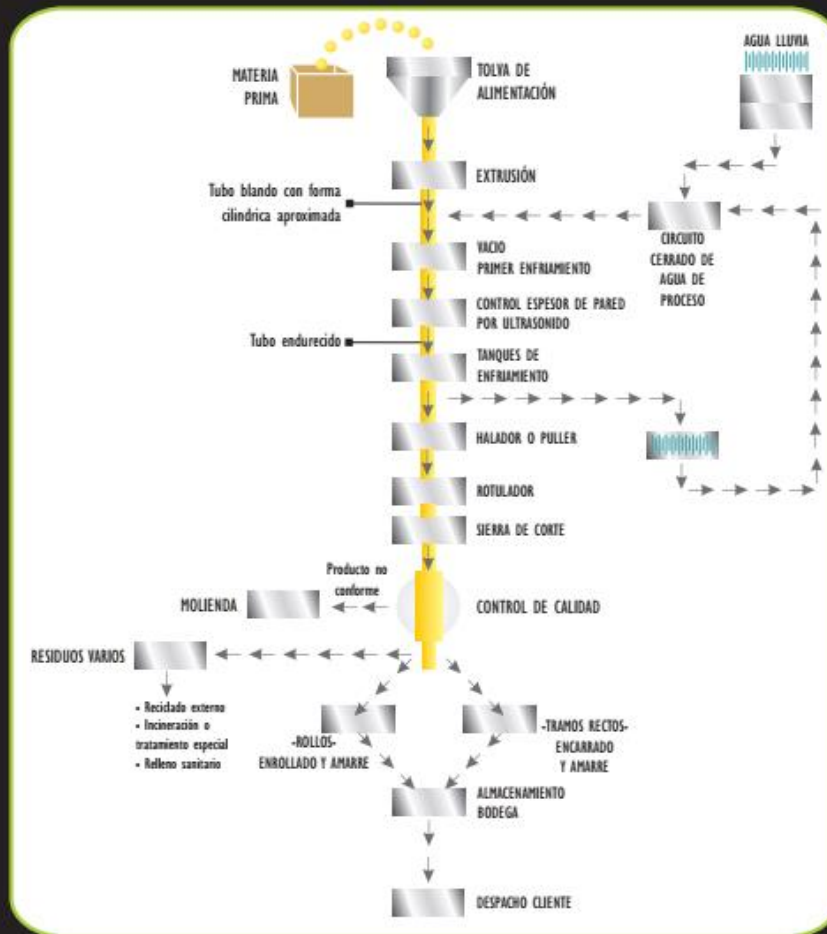 AGUA LLUVIA
MATERIA
PRIMA
TOLVA DE
ALIMENTACIÓN
EXTRUSIÓN
Tubo blando con forma
cilíndrica aproximada
CIRCUITO
CERRADO DE
AGUA DE
PROCESO
VACIO
PRIMER ENFRIAMIENTO
CONTROL ESPESOR DE PARED
POR ULTRASONIDO
Tubo endurecido
TANQUES DE
ENFRIAMIENTO
HALADOR O PULLER
ROTULADOR
SIERRA DE CORTE
Producto no
conforme
MOLIENDA
CONTROL DE CALIDAD
RESIDUOS VARIOS
- Reciclado externo
- Incineración o
tratamiento especial
- Relleno sanitario
-ROLLOS-
ENROLLADO Y AMARRE
-TRAMOS RECTOS-
ENCARRADO
Y AMARRE
ALMACENAMIENTO
BODEGA
DESPACHO CLIENTE